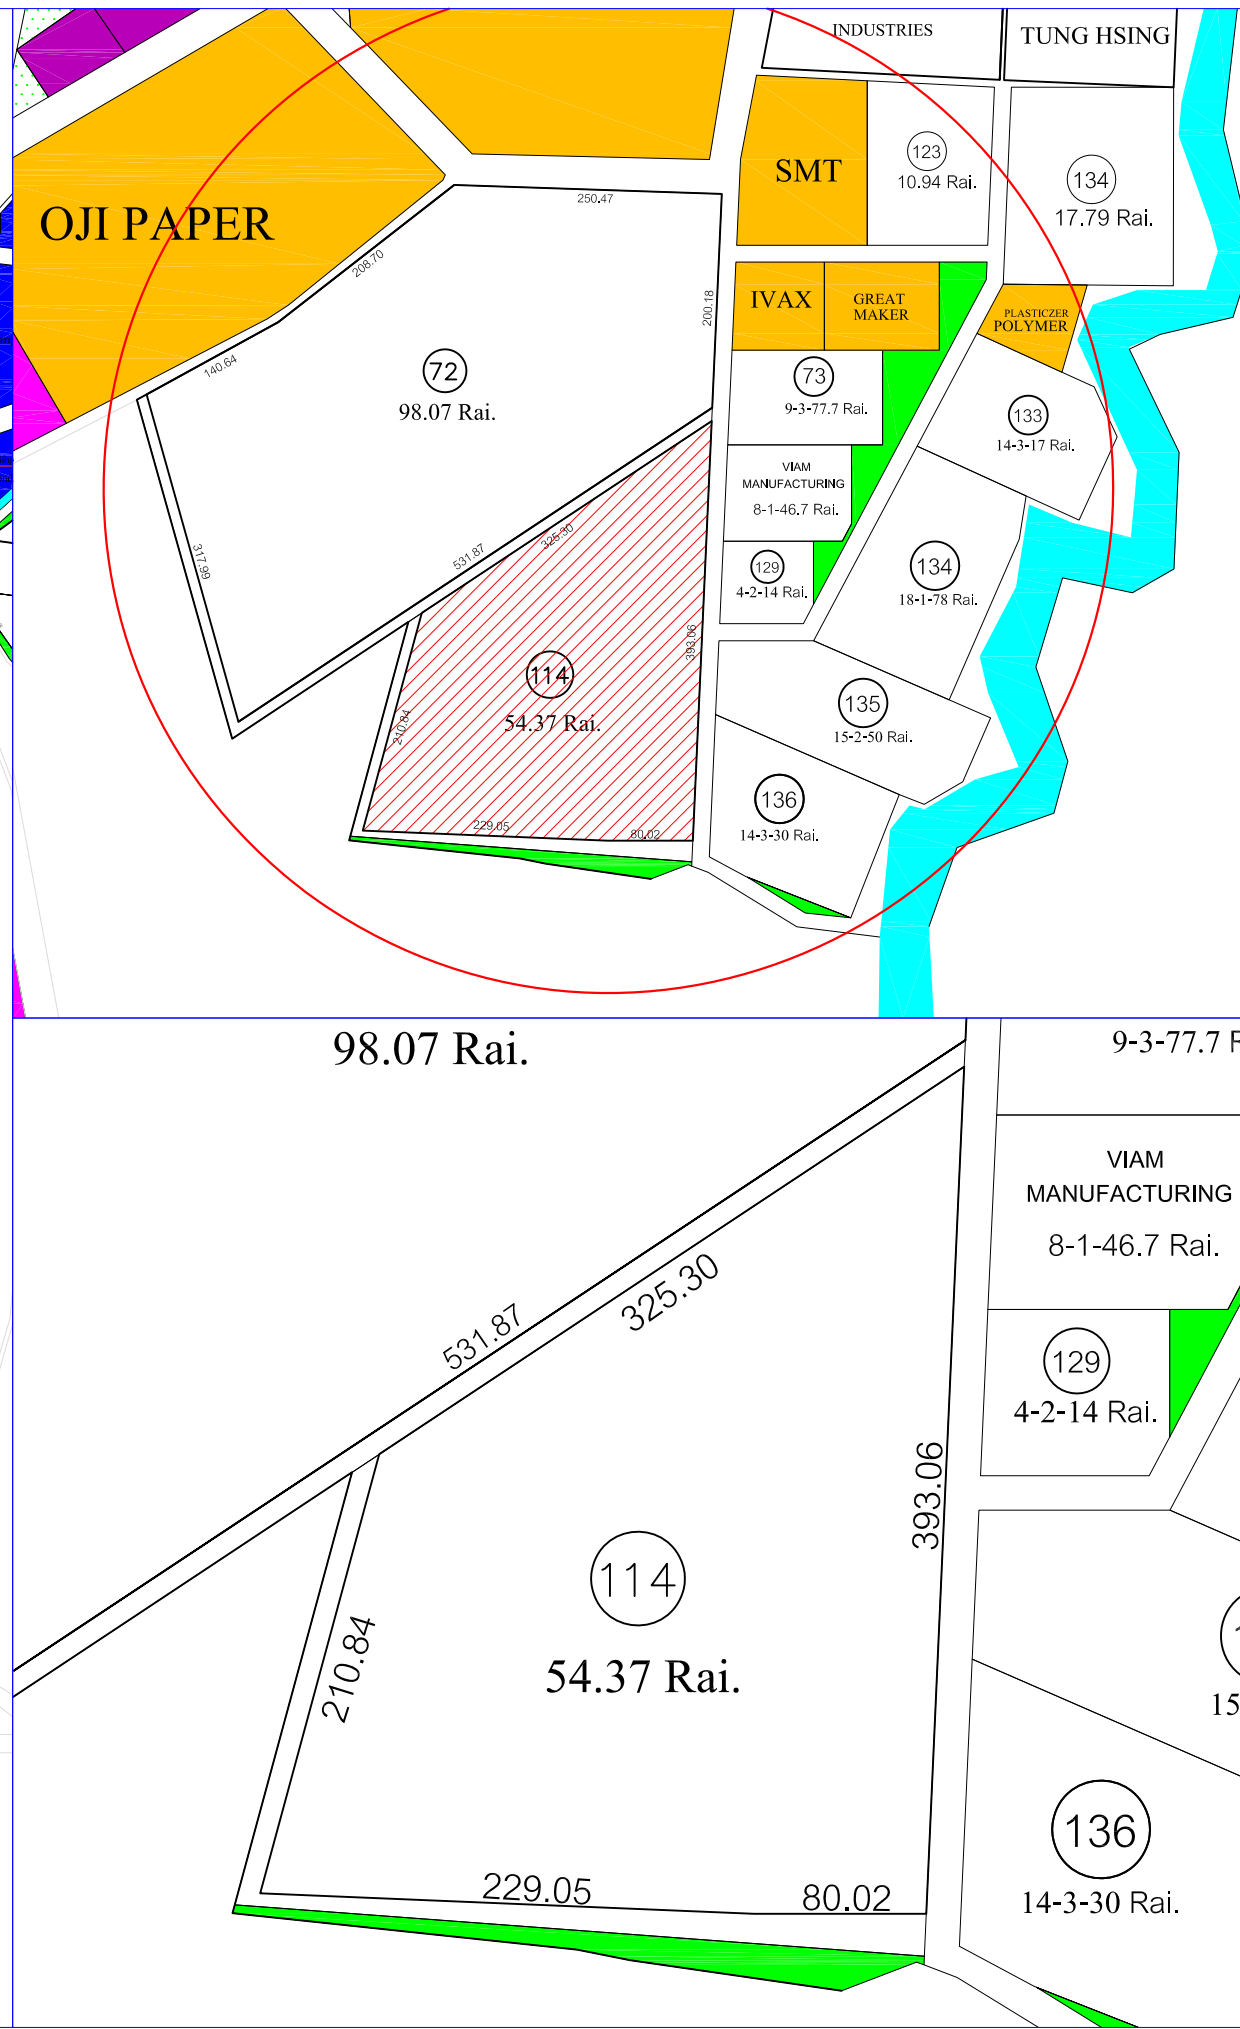 INDUSTRIES
TUNG HSING
SMT
123
10.94 Rai.
134
17.79 Rai.
OJI PAPER
250.47
208.70
200.18
140.64
IVAX
GREAT
MAKER
PLASTICZER
POLYMER
72
98.07 Rai.
73
9-3-77.7 Rai.
133
14-3-17 Rai.
VIAM
MANUFACTURING
8-1-46.7 Rai.
317.99
531.87
325.30
129
4-2-14 Rai.
134
18-1-78 Rai.
393.06
114
54.37 Rai.
210.84
135
15-2-50 Rai.
136
14-3-30 Rai.
229.05
80.02
98.07 Rai.
9-3-77.7 R
VIAM
MANUFACTURING
8-1-46.7 Rai.
531.87
325.30
129
4-2-14 Rai.
393.06
114
54.37 Rai.
210.84
15
136
14-3-30 Rai.
229.05
80.02